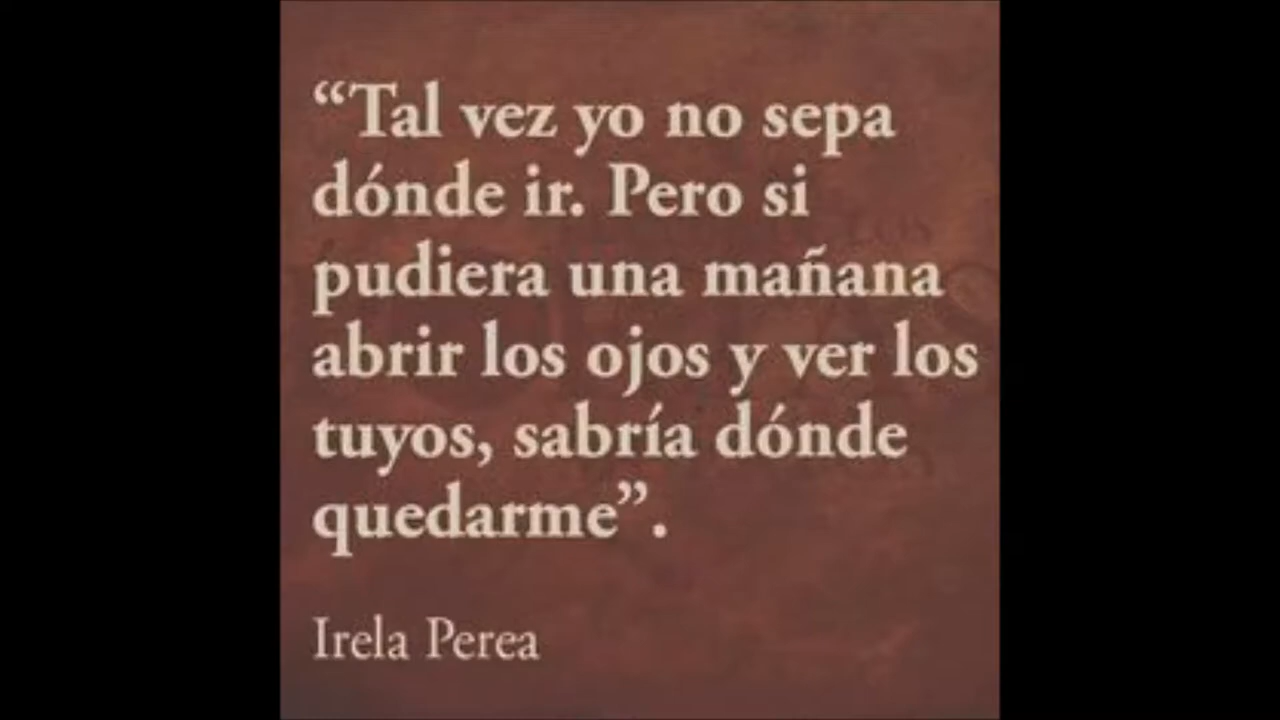 “Tal vez yo no sepa
dónde ir. Pero si
pudiera una mañana
abrir los ojos y ver los
tuyos, sabría dónde
quedarme”.
Irela Perea